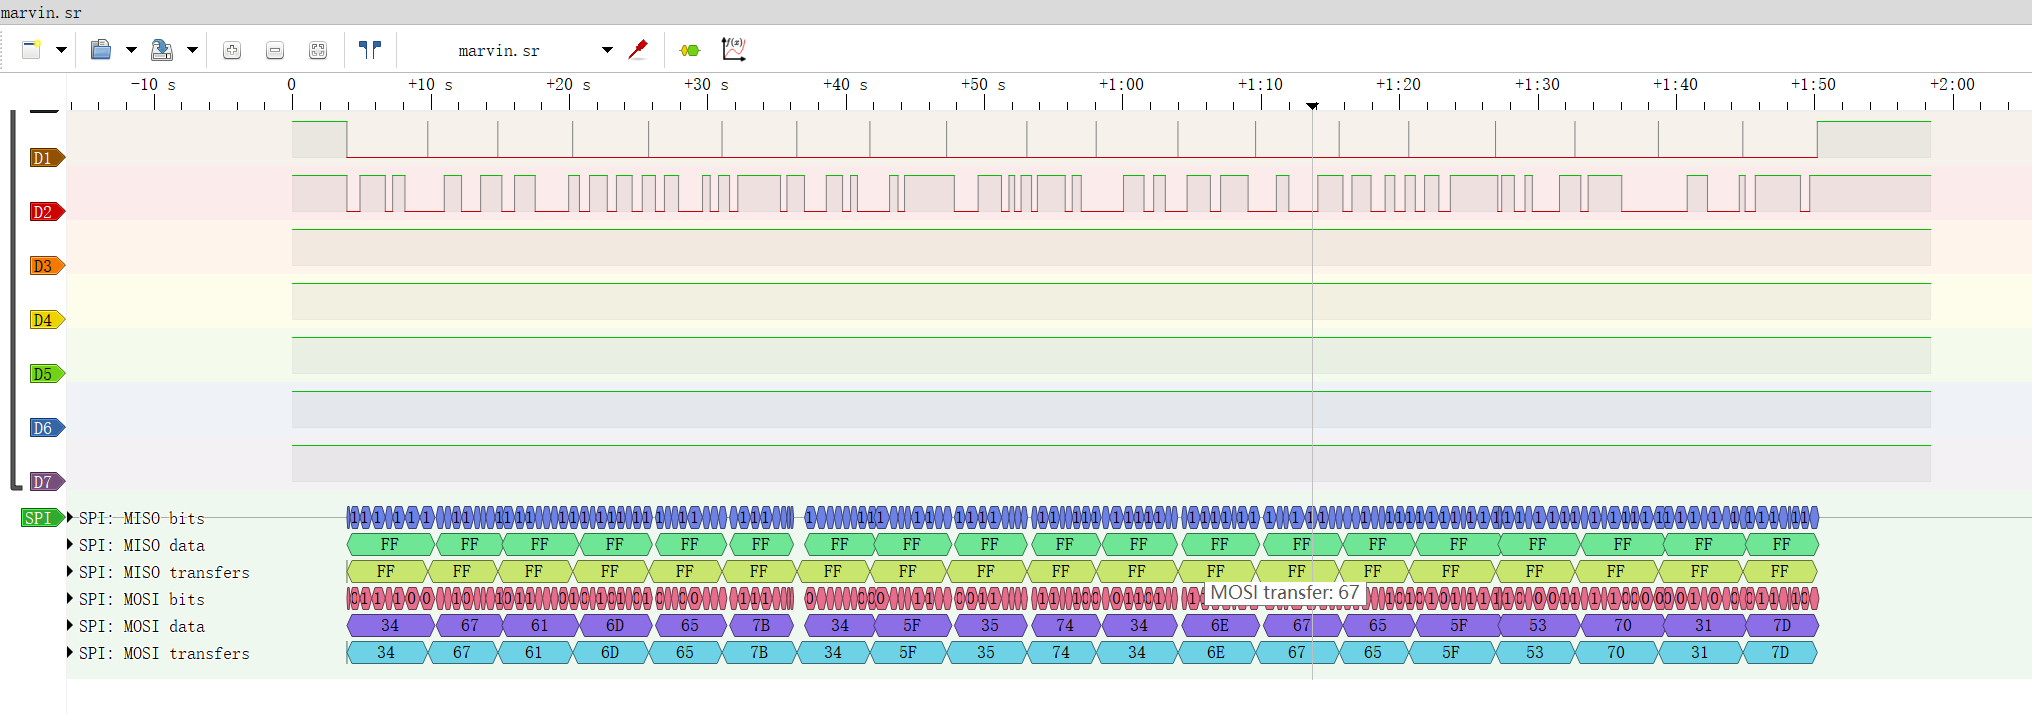 marvin.sr
marvin.sr f(x)
-10 s 0 +10 s +20 s +30 s +40 s +50 s +1:00 +1:10 +1:20 +1:30 +1:40 +1:50 +2:00
D1
D2
D3
D4
D5
D6
D7
SPI SPI: MISO bits
SPI: MISO data FF FF FF FF FF FF FF FF FF FF FF FF FF FF FF FF FF FF FF
SPI: MISO transfers FF FF FF FF FF FF FF FF FF FF FF FF FF FF FF FF FF FF FF
SPI: MOSI bits
MOSI transfer: 67
SPI: MOSI data 34 67 61 6D 65 7B 34 5F 35 74 34 6E 67 65 5F 53 70 31 7D
SPI: MOSI transfers 34 67 61 6D 65 7B 34 5F 35 74 34 6E 67 65 5F 53 70 31 7D